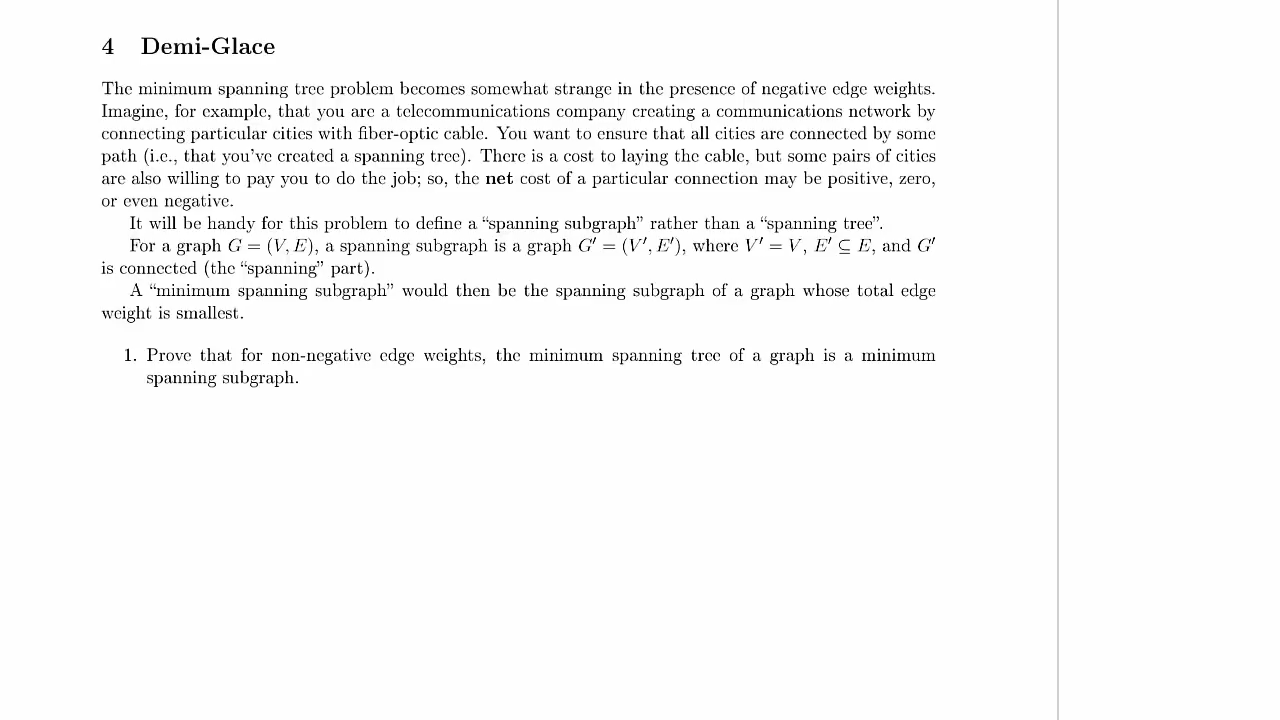 4 Demi-Glace
The minimum spanning tree problem becomes somewhat strange in the presence of negative edge weights.
Imagine, for example, that you are a telecommunications company creating a communications network by
connecting particular cities with fiber-optic cable. You want to ensure that all cities are connected by some
path (i.e., that you've created a spanning tree). There is a cost to laying the cable, but some pairs of cities
are also willing to pay you to do the job; so, the net cost of a particular connection may be positive, zero,
or even negative.
It will be handy for this problem to define a “spanning subgraph” rather than a “spanning tree”.
For a graph G = (V, E), a spanning subgraph is a graph G′ = (V′, E′), where V′ = V, E′ ⊆ E, and G′
is connected (the “spanning” part).
A “minimum spanning subgraph” would then be the spanning subgraph of a graph whose total edge
weight is smallest.
1. Prove that for non-negative edge weights, the minimum spanning tree of a graph is a minimum
spanning subgraph.